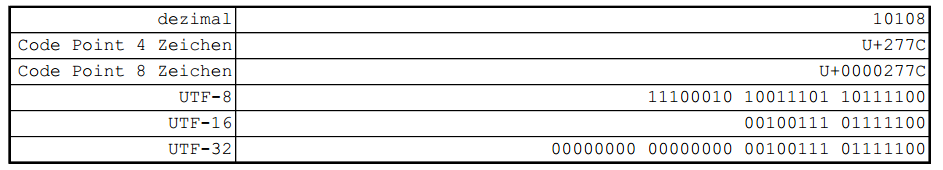 dezimal 10108
Code Point 4 Zeichen U+277C
Code Point 8 Zeichen U+0000277C
UTF-8 11100010 10011101 10111100
UTF-16 00100111 01111100
UTF-32 00000000 00000000 00100111 01111100